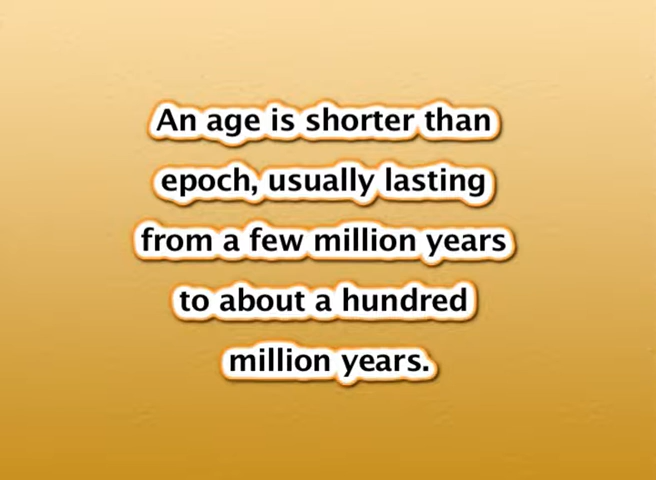 An age is shorter than
epoch, usually lasting
from a few million years
to about a hundred
million years.